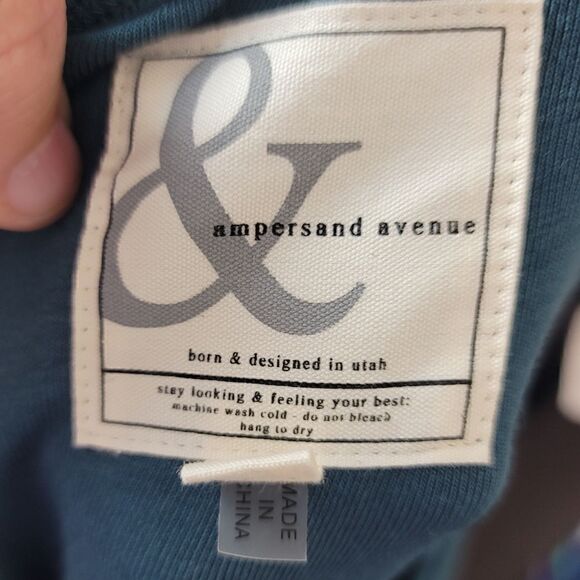 &
ampersand avenue
born & designed in utah
stay looking & feeling your best:
machine wash cold - do not bleach
hang to dry
MADE
IN
CHINA